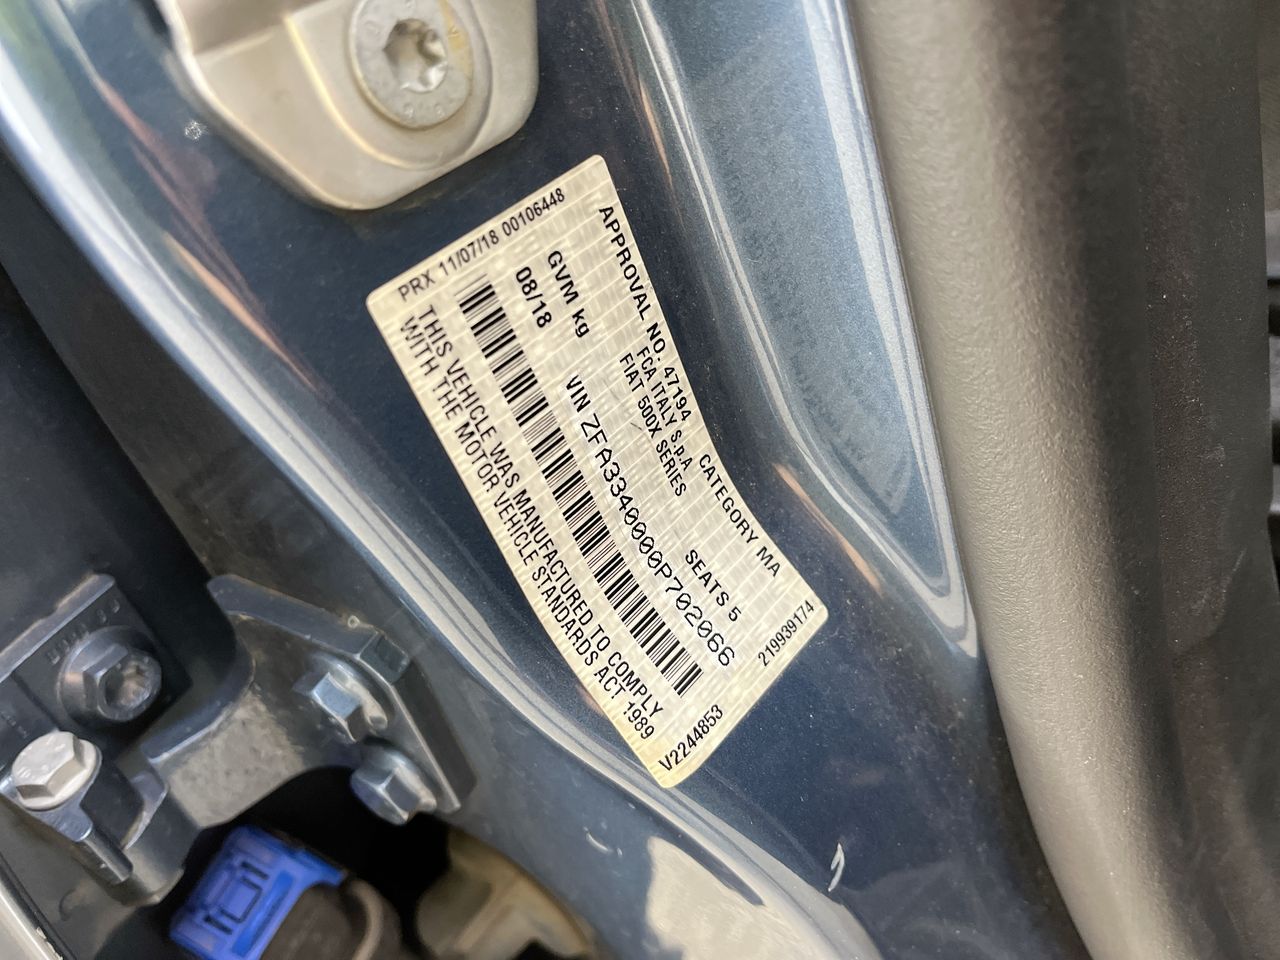 APPROVAL NO. 47194 CATEGORY MA
FCA ITALY S.p.A
FIAT 500X SERIES
GVM kg SEATS 5
08/18
VIN ZFA3340000P702066
THIS VEHICLE WAS MANUFACTURED TO COMPLY
WITH THE MOTOR VEHICLE STANDARDS ACT 1989
PRX 11/07/18 00106448
219939174
V2244853